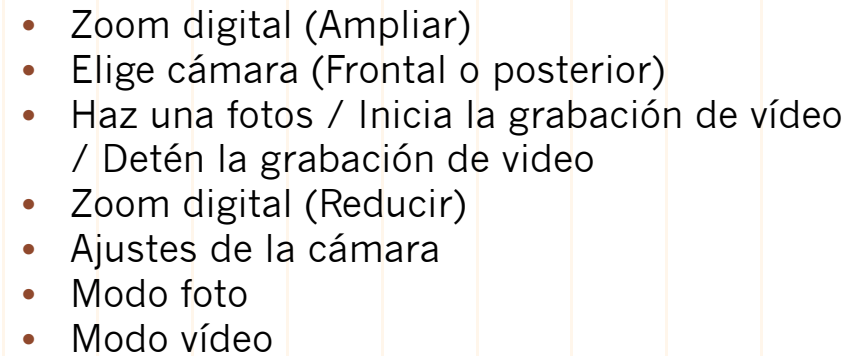 • Zoom digital (Ampliar)
• Elige cámara (Frontal o posterior)
• Haz una fotos / Inicia la grabación de vídeo
/ Detén la grabación de video
• Zoom digital (Reducir)
• Ajustes de la cámara
• Modo foto
• Modo vídeo